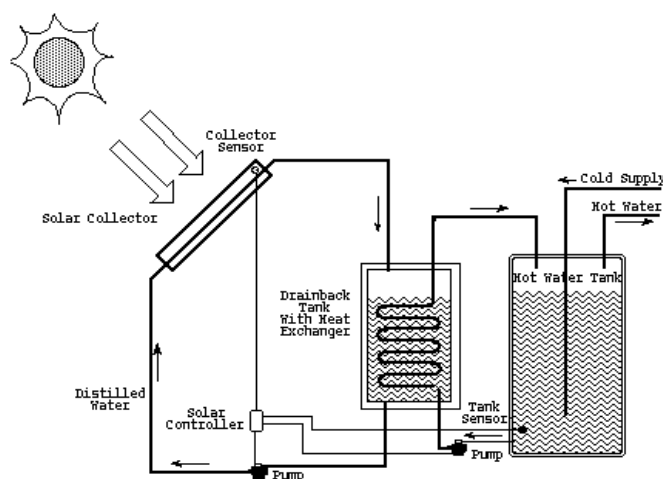 Collector
Sensor
Solar Collector
Cold Supply
Hot Water
Hot Water Tank
Drainback
Tank
With Heat
Exchanger
Distilled
Water
Solar
Controller
Tank
Sensor
Pump
Pump